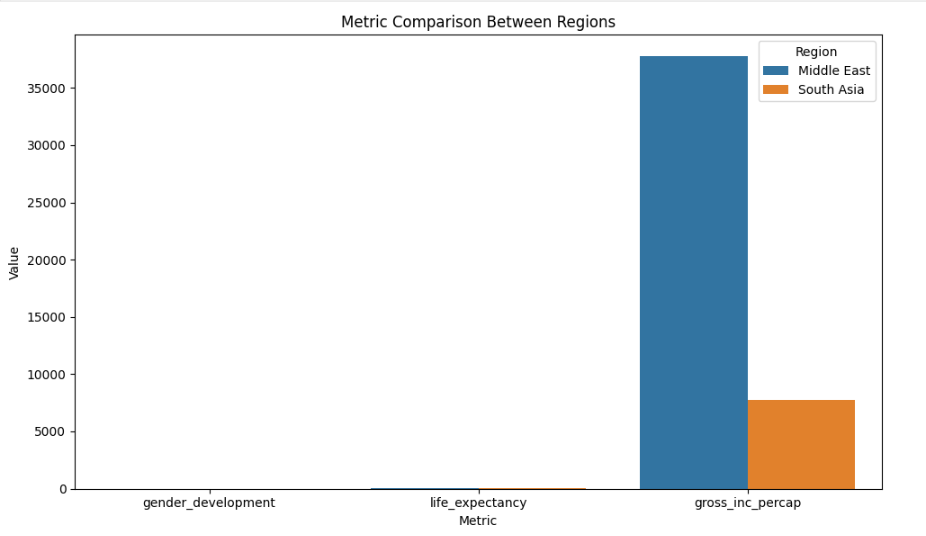 Metric Comparison Between Regions
Region
Middle East
South Asia
Value
35000
30000
25000
20000
15000
10000
5000
0
gender_development
life_expectancy
gross_inc_percap
Metric